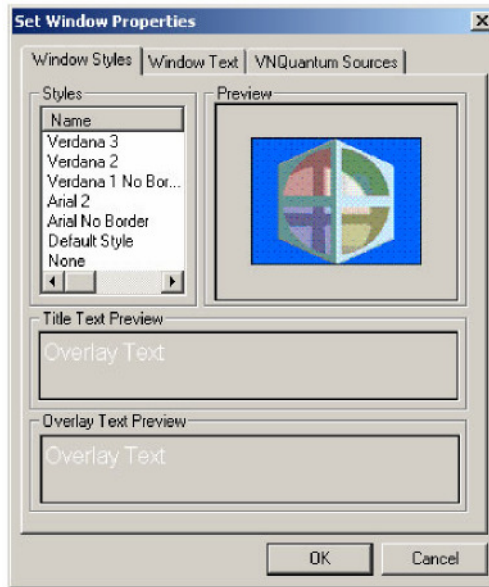 Set Window Properties
Window Styles
Window Text
VNQuantum Sources
Styles
Name
Verdana 3
Verdana 2
Verdana 1 No Bor...
Arial 2
Arial No Border
Default Style
None
Preview
Title Text Preview
Overlay Text
Overlay Text Preview
Overlay Text
OK
Cancel